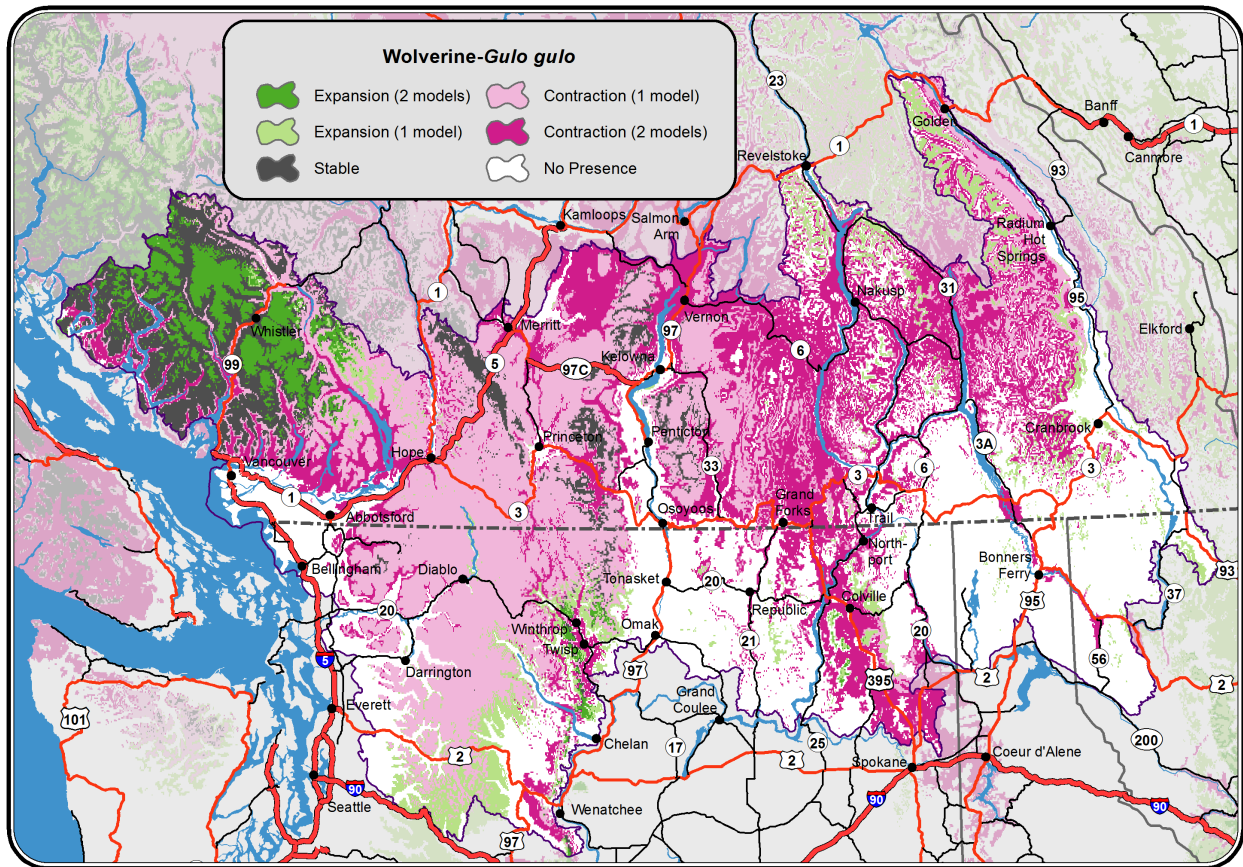 Wolverine-Gulo gulo
Expansion (2 models)
Contraction (1 model)
Expansion (1 model)
Contraction (2 models)
Stable
No Presence
23
Banff
1
Golden
Canmore
1
Revelstoke
93
Kamloops
Salmon
Arm
Radium
Hot
Springs
1
31
95
Nakusp
Vernon
Whistler
Merritt
97
Elkford
99
5
6
Kelowna
97C
Cranbrook
Princeton
Penticton
3A
Hope
33
6
3
Vancouver
3
1
Grand
Forks
3
Abbotsford
Osoyoos
Trail
North-
port
Bellingham
Diablo
Tonasket
20
Bonners
Ferry
93
Republic
Colville
95
37
20
Winthrop
Omak
Twisp
21
20
56
5
Darrington
97
395
2
2
101
Everett
Grand
Coulee
Chelan
17
25
200
2
2
Spokane
Coeur d'Alene
Seattle
90
90
90
Wenatchee
97